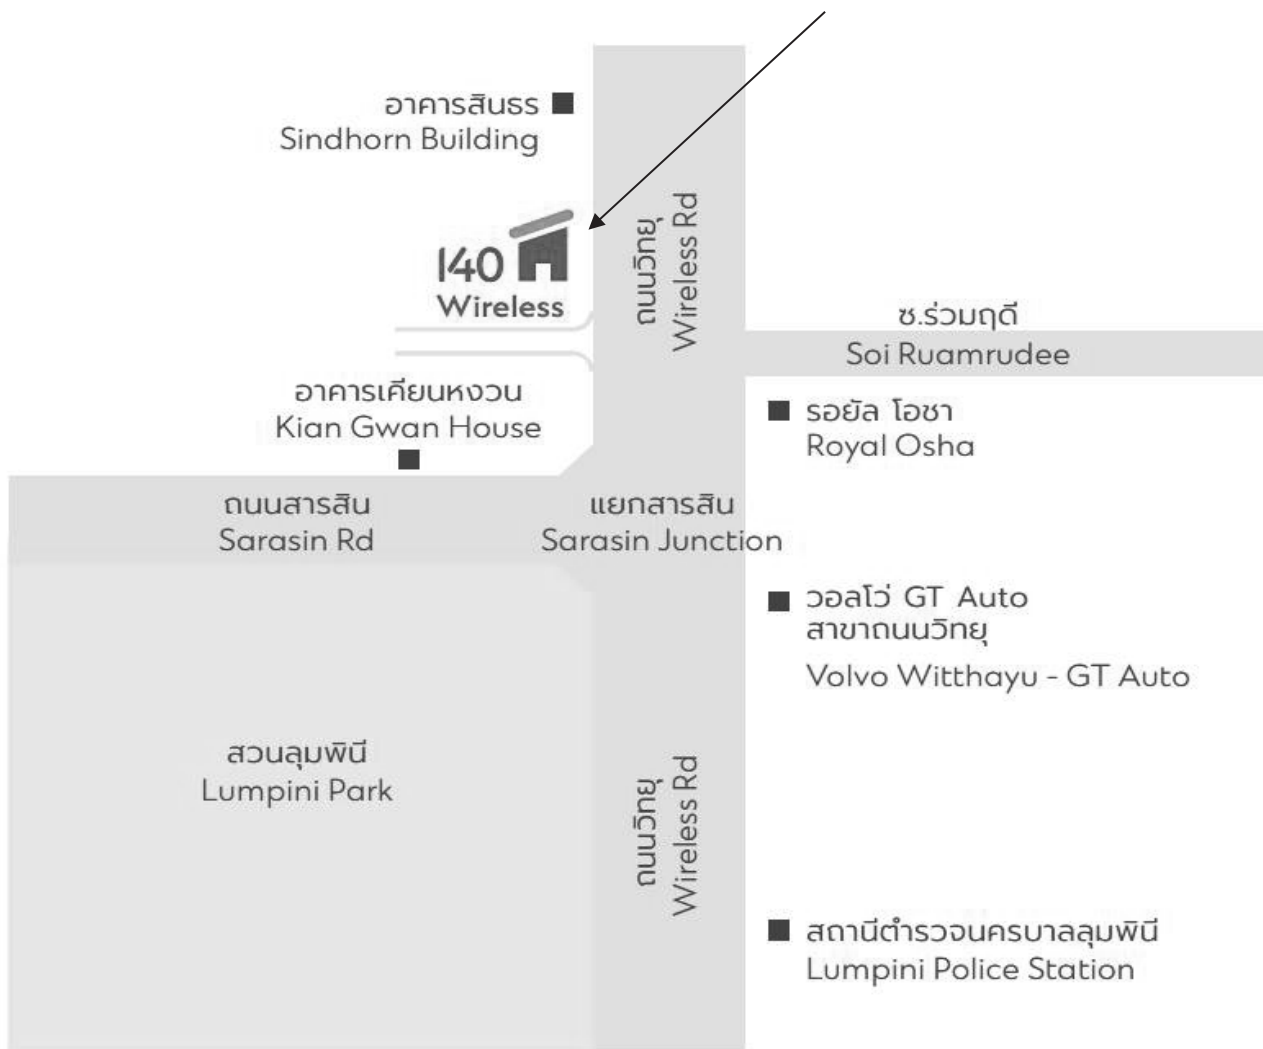 อาคารสินธร
Sindhorn Building
140
Wireless
ถนนวิทยุ
Wireless Rd
ซ.ร่วมฤดี
Soi Ruamrudee
อาคารเคียนหงวน
Kian Gwan House
รอยัล โอชา
Royal Osha
ถนนสารสิน
Sarasin Rd
แยกสารสิน
Sarasin Junction
วอลโว่ GT Auto
สาขาถนนวิทยุ
Volvo Witthayu - GT Auto
สวนลุมพินี
Lumpini Park
ถนนวิทยุ
Wireless Rd
สถานีตำรวจนครบาลลุมพินี
Lumpini Police Station